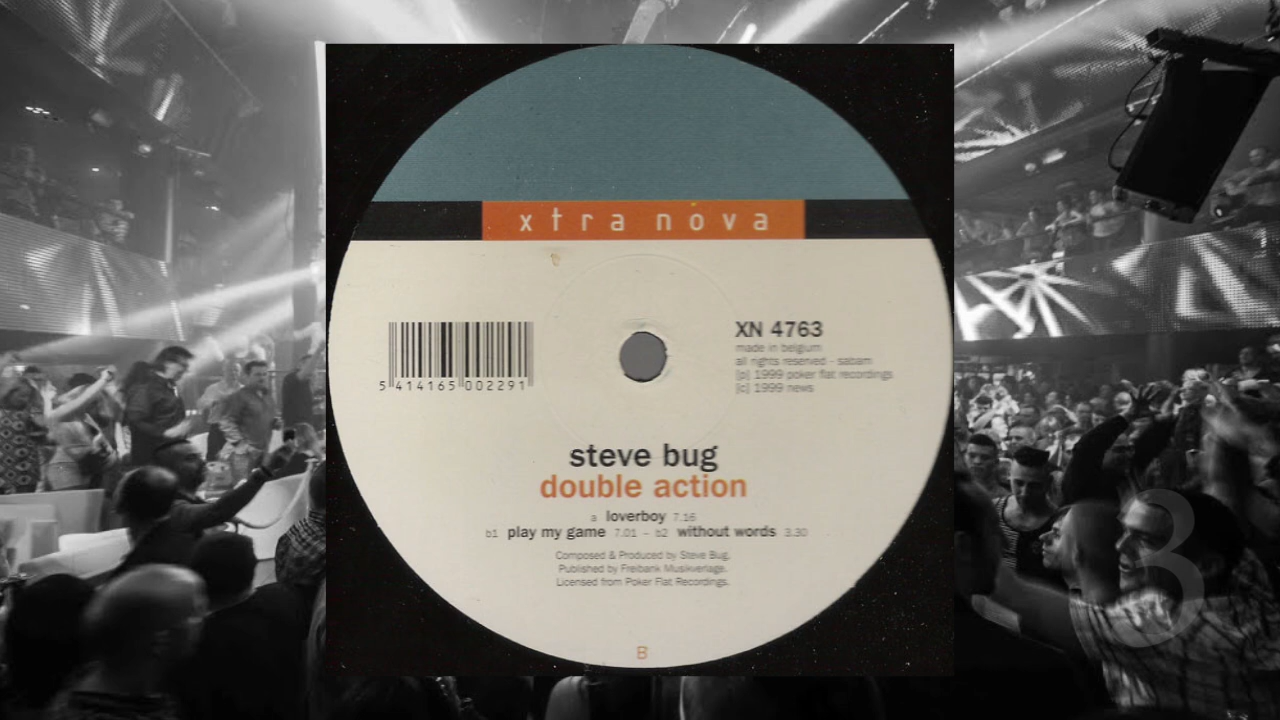 xtra nova
XN 4763
made in belgium
all rights reserved - sabam
[p] 1999 poker flat recordings
[c] 1999 news
5 414165 002291
steve bug
double action
a loverboy 7.16
b1 play my game 7.01 - b2 without words 3.30
Composed & Produced by Steve Bug.
Published by Freibank Musikverlage.
Licensed from Poker Flat Recordings.
B
3